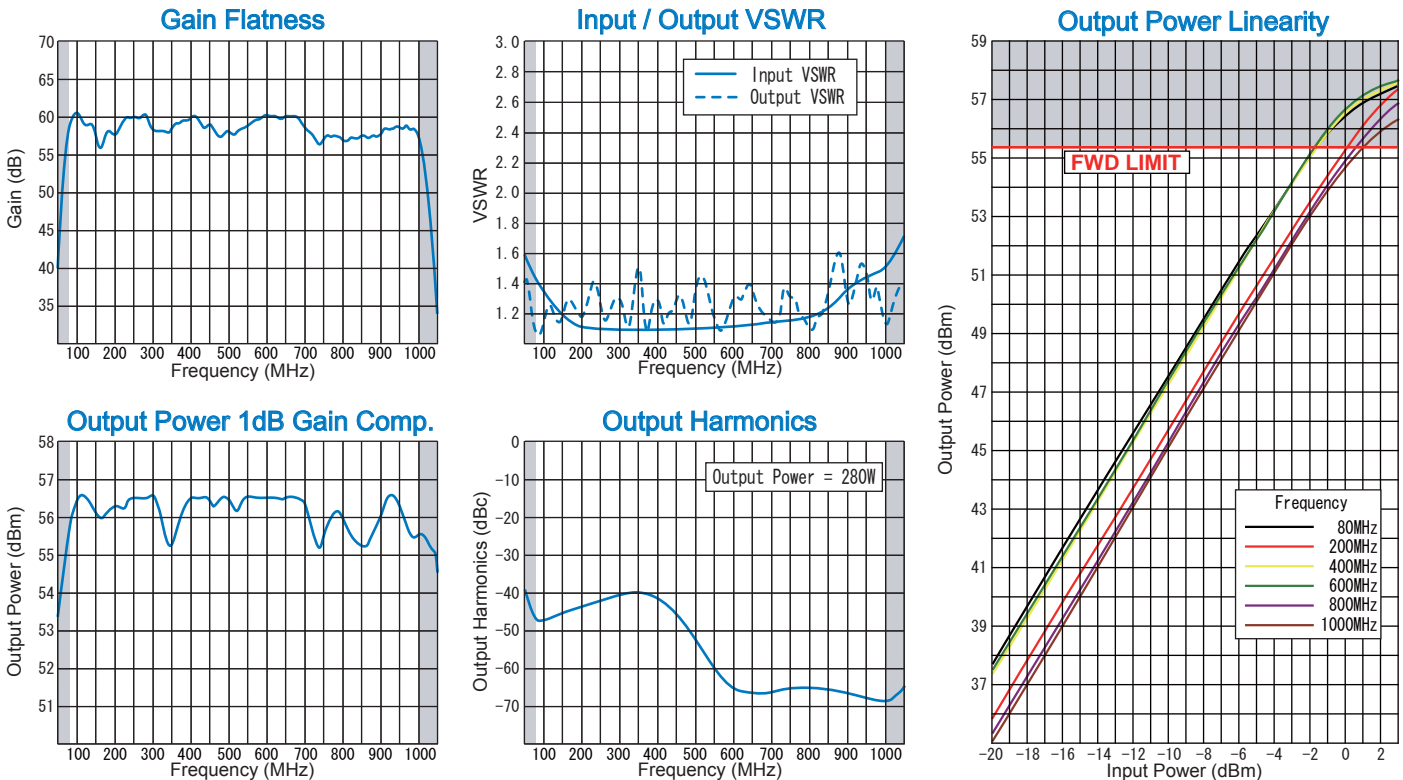 Gain Flatness
70
65
60
55
50
45
40
35
Gain (dB)
100 200 300 400 500 600 700 800 900 1000
Frequency (MHz)
Input / Output VSWR
3.0
2.8
2.6
2.4
2.2
2.0
1.8
1.6
1.4
1.2
VSWR
Input VSWR
Output VSWR
100 200 300 400 500 600 700 800 900 1000
Frequency (MHz)
Output Power 1dB Gain Comp.
58
57
56
55
54
53
52
51
Output Power (dBm)
100 200 300 400 500 600 700 800 900 1000
Frequency (MHz)
Output Harmonics
0
-10
-20
-30
-40
-50
-60
-70
Output Harmonics (dBc)
Output Power = 280W
100 200 300 400 500 600 700 800 900 1000
Frequency (MHz)
Output Power Linearity
59
57
55
53
51
49
47
45
43
41
39
37
Output Power (dBm)
FWD LIMIT
Frequency
80MHz
200MHz
400MHz
600MHz
800MHz
1000MHz
-20 -18 -16 -14 -12 -10 -8 -6 -4 -2 0 2
Input Power (dBm)